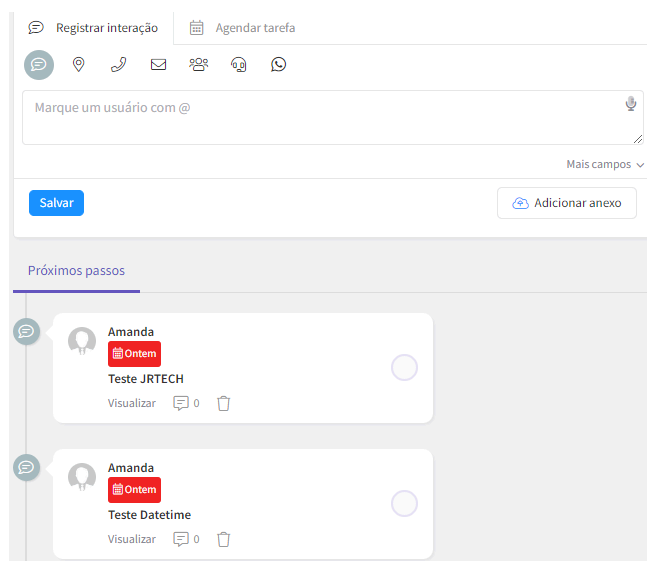 Registrar interação
Agendar tarefa
Marque um usuário com @
Mais campos
Salvar
Adicionar anexo
Próximos passos
Amanda
Ontem
Teste JRTECH
Visualizar 0
Amanda
Ontem
Teste Datetime
Visualizar 0